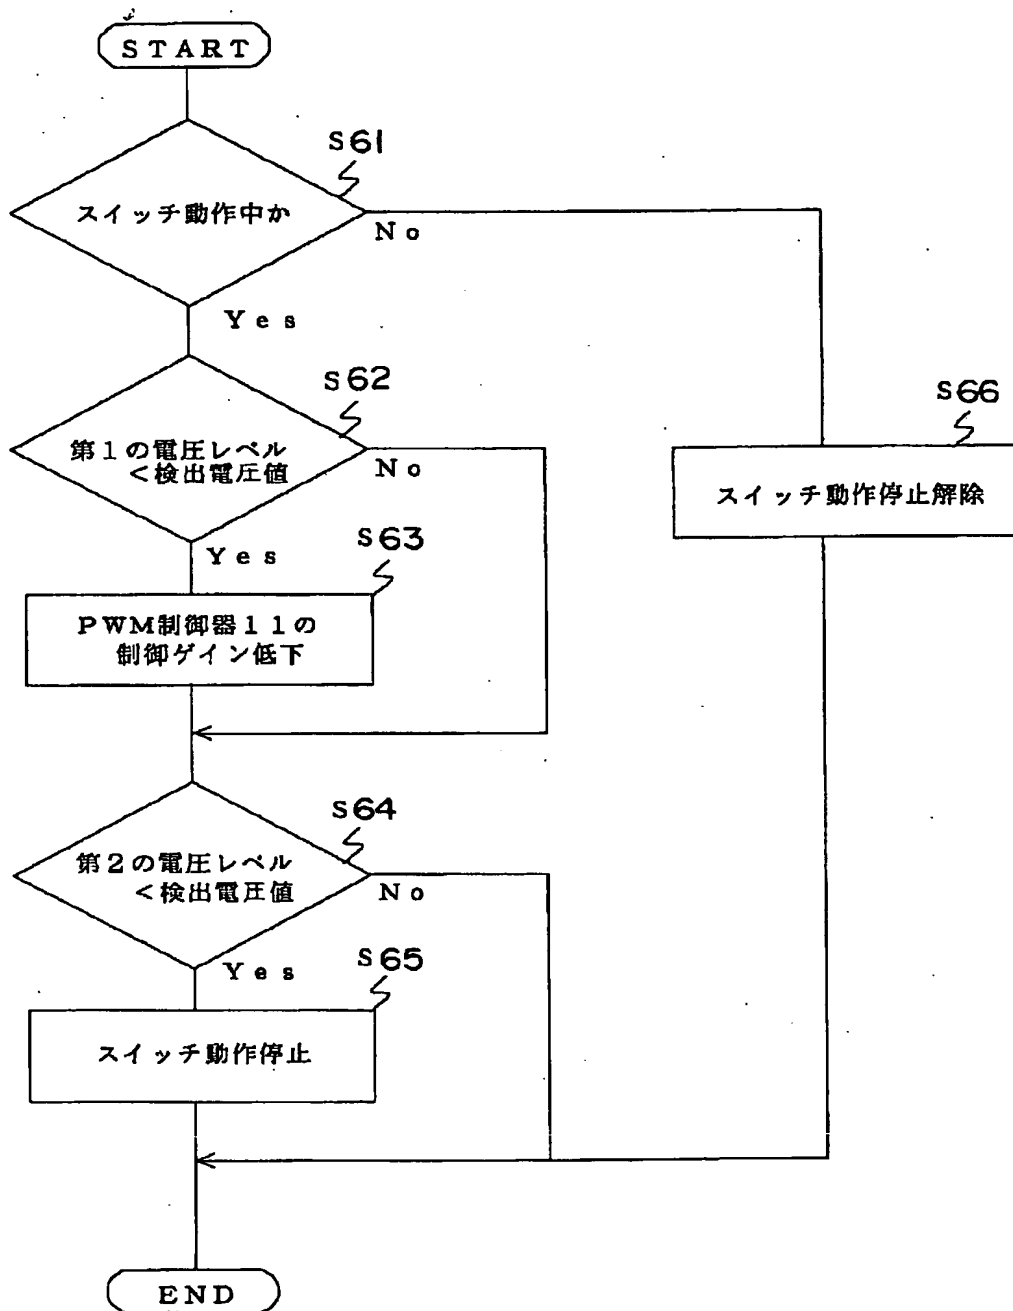 START
S61
スイッチ動作中か
No
Yes
S62
第1の電圧レベル
<検出電圧値
No
Yes
S66
スイッチ動作停止解除
S63
PWM制御器11の
制御ゲイン低下
S64
第2の電圧レベル
<検出電圧値
No
Yes
S65
スイッチ動作停止
END